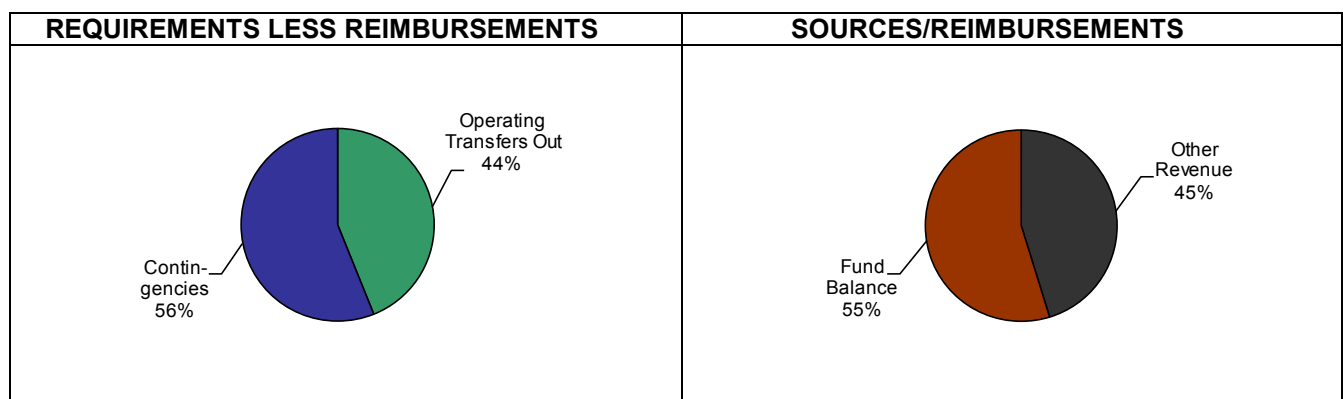 REQUIREMENTS LESS REIMBURSEMENTS
SOURCES/REIMBURSEMENTS
Operating
Transfers Out
44%
Contin-
gencies
56%
Other
Revenue
45%
Fund
Balance
55%